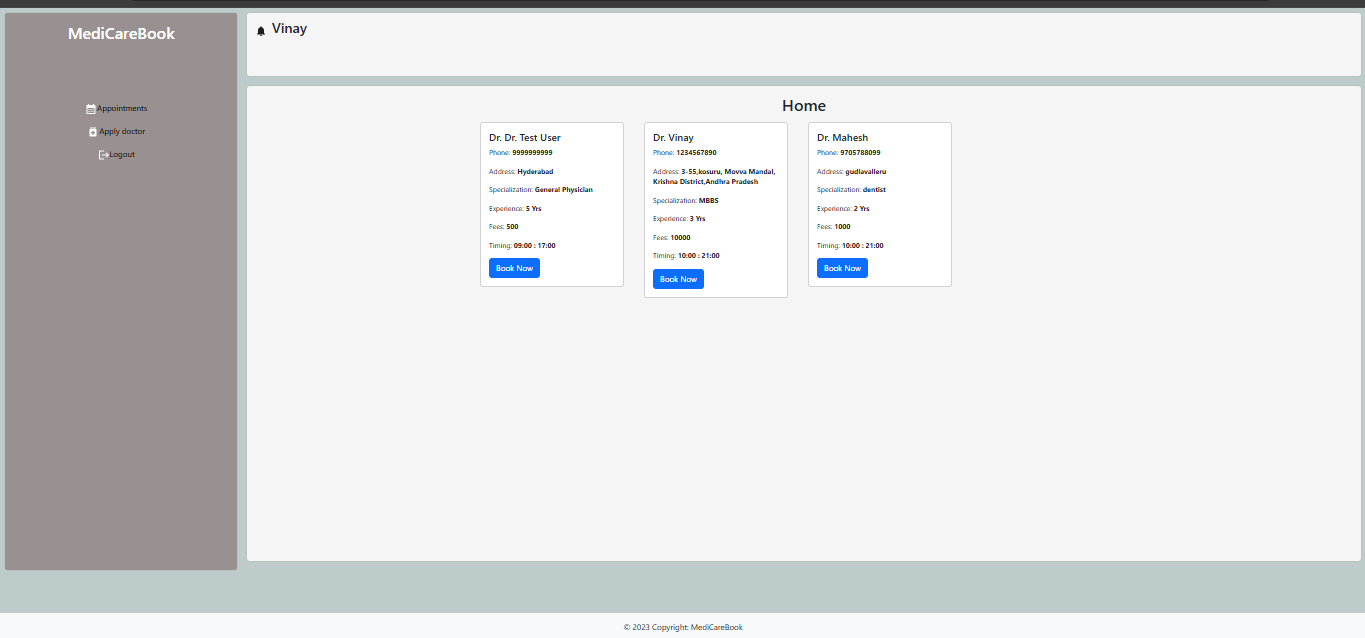 MediCareBook
Appointments
Apply doctor
Logout
Vinay
Home
Dr. Dr. Test User
Phone: 9999999999
Address: Hyderabad
Specialization: General Physician
Experience: 5 Yrs
Fees: 500
Timing: 09:00 : 17:00
Book Now
Dr. Vinay
Phone: 1234567890
Address: 3-55,kosuru, Movva Mandal,
Krishna District,Andhra Pradesh
Specialization: MBBS
Experience: 3 Yrs
Fees: 10000
Timing: 10:00 : 21:00
Book Now
Dr. Mahesh
Phone: 9705788099
Address: gudlavalleru
Specialization: dentist
Experience: 2 Yrs
Fees: 1000
Timing: 10:00 : 21:00
Book Now
© 2023 Copyright: MediCareBook